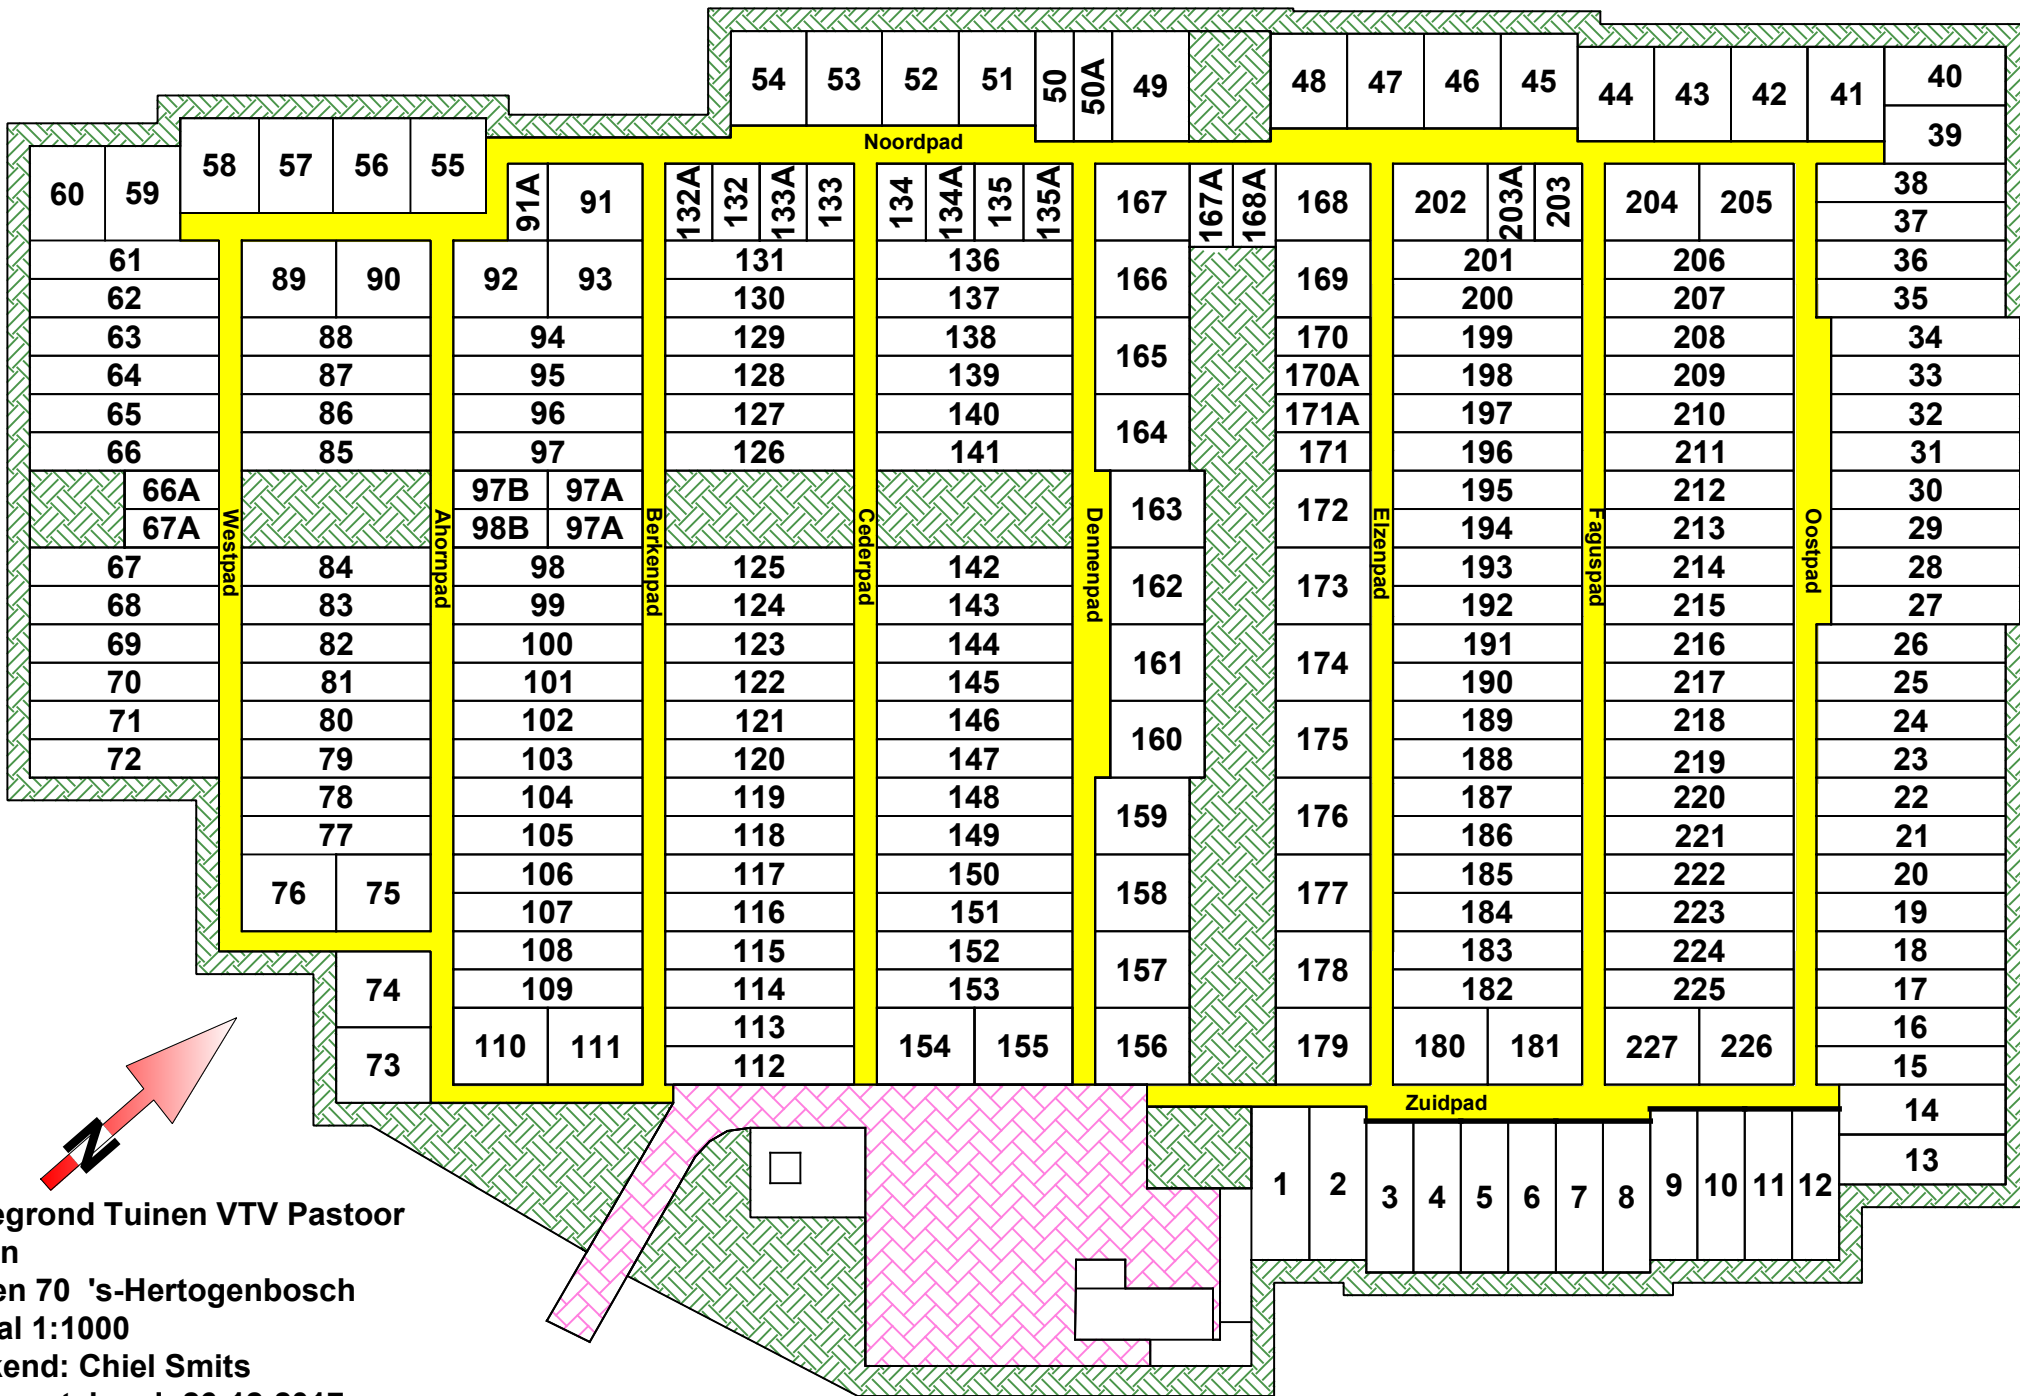 54 53 52 51 50 50A 49 48 47 46 45 44 43 42 41 40
39
Noordpad
60 59 58 57 56 55
91A 91 132A 132 133A 133 134 134A 135 135A 167 167A 168A 168 202 203A 203 204 205 38
37
61 89 90 92 93 131 136 166 169 201 206 36
62 130 137 200 207 35
63 88 94 129 138 165 170 199 208 34
64 87 95 128 139 170A 198 209 33
65 86 96 127 140 164 171A 197 210 32
66 85 97 126 141 171 196 211 31
66A 97B 97A 163 172 195 212 30
67A 98B 97A 194 213 29
Westpad Ahornpad Berkenpad Cederpad Dennenpad Elzenpad Faguspad Oostpad
67 84 98 125 142 162 173 193 214 28
68 83 99 124 143 192 215 27
69 82 100 123 144 161 174 191 216 26
70 81 101 122 145 190 217 25
71 80 102 121 146 160 175 189 218 24
72 79 103 120 147 188 219 23
78 104 119 148 159 176 187 220 22
77 105 118 149 186 221 21
76 75 106 117 150 158 177 185 222 20
107 116 151 184 223 19
74 108 115 152 157 178 183 224 18
109 114 153 182 225 17
73 110 111 113 154 155 156 179 180 181 227 226 16
112 15
Zuidpad
14
13
1 2 3 4 5 6 7 8 9 10 11 12
N
egrond Tuinen VTV Pastoor
n
en 70 's-Hertogenbosch
al 1:1000
kend: Chiel Smits